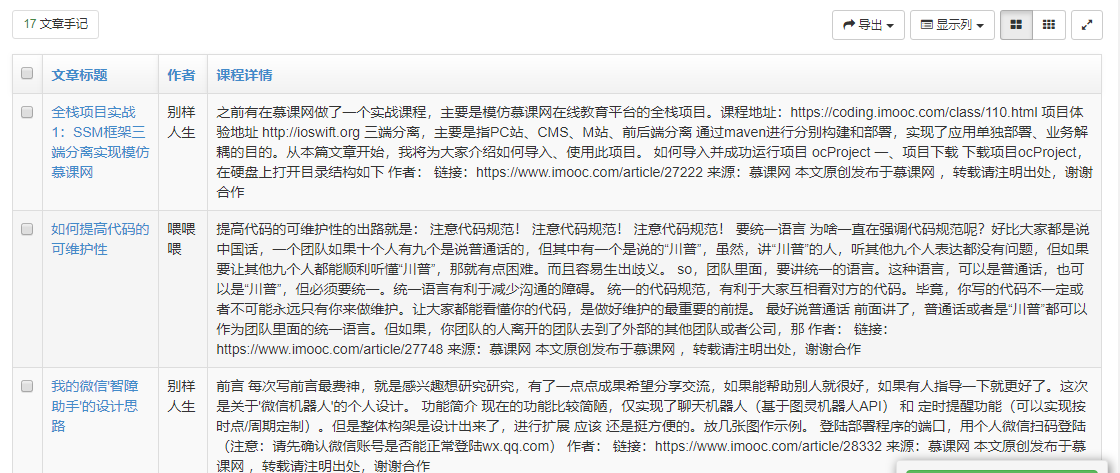 17 文章手记
导出
显示列
文章标题
作者
课程详情
全栈项目实战
1：SSM框架三
端分离实现模仿
慕课网
别样
人生
之前有在慕课网做了一个实战课程，主要是模仿慕课网在线教育平台的全栈项目。课程地址：https://coding.imooc.com/class/110.html 项目体
验地址 http://ioswift.org 三端分离，主要是指PC站、CMS、M站、前后端分离 通过maven进行分别构建和部署，实现了应用单独部署、业务解
耦的目的。从本篇文章开始，我将为大家介绍如何导入、使用此项目。 如何导入并成功运行项目 ocProject 一、项目下载 下载项目ocProject，
在硬盘上打开目录结构如下 作者： 链接：https://www.imooc.com/article/27222 来源：慕课网 本文原创发布于慕课网 ，转载请注明出处，谢谢
合作
如何提高代码的
可维护性
喂喂
喂
提高代码的可维护性的出路就是： 注意代码规范！ 注意代码规范！ 注意代码规范！ 要统一语言 为啥一直在强调代码规范呢？好比大家都是说
中国话，一个团队如果十个人有九个是说普通话的，但其中有一个是说的“川普”，虽然，讲“川普”的人，听其他九个人表达都没有问题，但如果
要让其他九个人都能顺利听懂“川普”，那就有点困难。而且容易生出歧义。 so，团队里面，要讲统一的语言。这种语言，可以是普通话，也可
以是“川普”，但必须要统一。统一语言有利于减少沟通的障碍。 统一的代码规范，有利于大家互相看对方的代码。毕竟，你写的代码不一定或
者不可能永远只有你来做维护。让大家都能看懂你的代码，是做好维护的最重要的前提。 最好说普通话 前面讲了，普通话或者是“川普”都可以
作为团队里面的统一语言。但如果，你团队的人离开的团队去到了外部的其他团队或者公司，那 作者： 链接：
https://www.imooc.com/article/27748 来源：慕课网 本文原创发布于慕课网 ，转载请注明出处，谢谢合作
我的微信'智障
助手'的设计思
路
别样
人生
前言 每次写前言最费神，就是感兴趣想研究研究，有了一点点成果希望分享交流，如果能帮助别人就很好，如果有人指导一下就更好了。这次
是关于'微信机器人'的个人设计。 功能简介 现在的功能比较简陋，仅实现了聊天机器人（基于图灵机器人API） 和 定时提醒功能（可以实现按
时点/周期定制）。但是整体构架是设计出来了，进行扩展 应该 还是挺方便的。放几张图作示例。 登陆部署程序的端口，用个人微信扫码登陆
（注意：请先确认微信账号是否能正常登陆wx.qq.com） 作者： 链接：https://www.imooc.com/article/28332 来源：慕课网 本文原创发布于慕
课网 ，转载请注明出处，谢谢合作